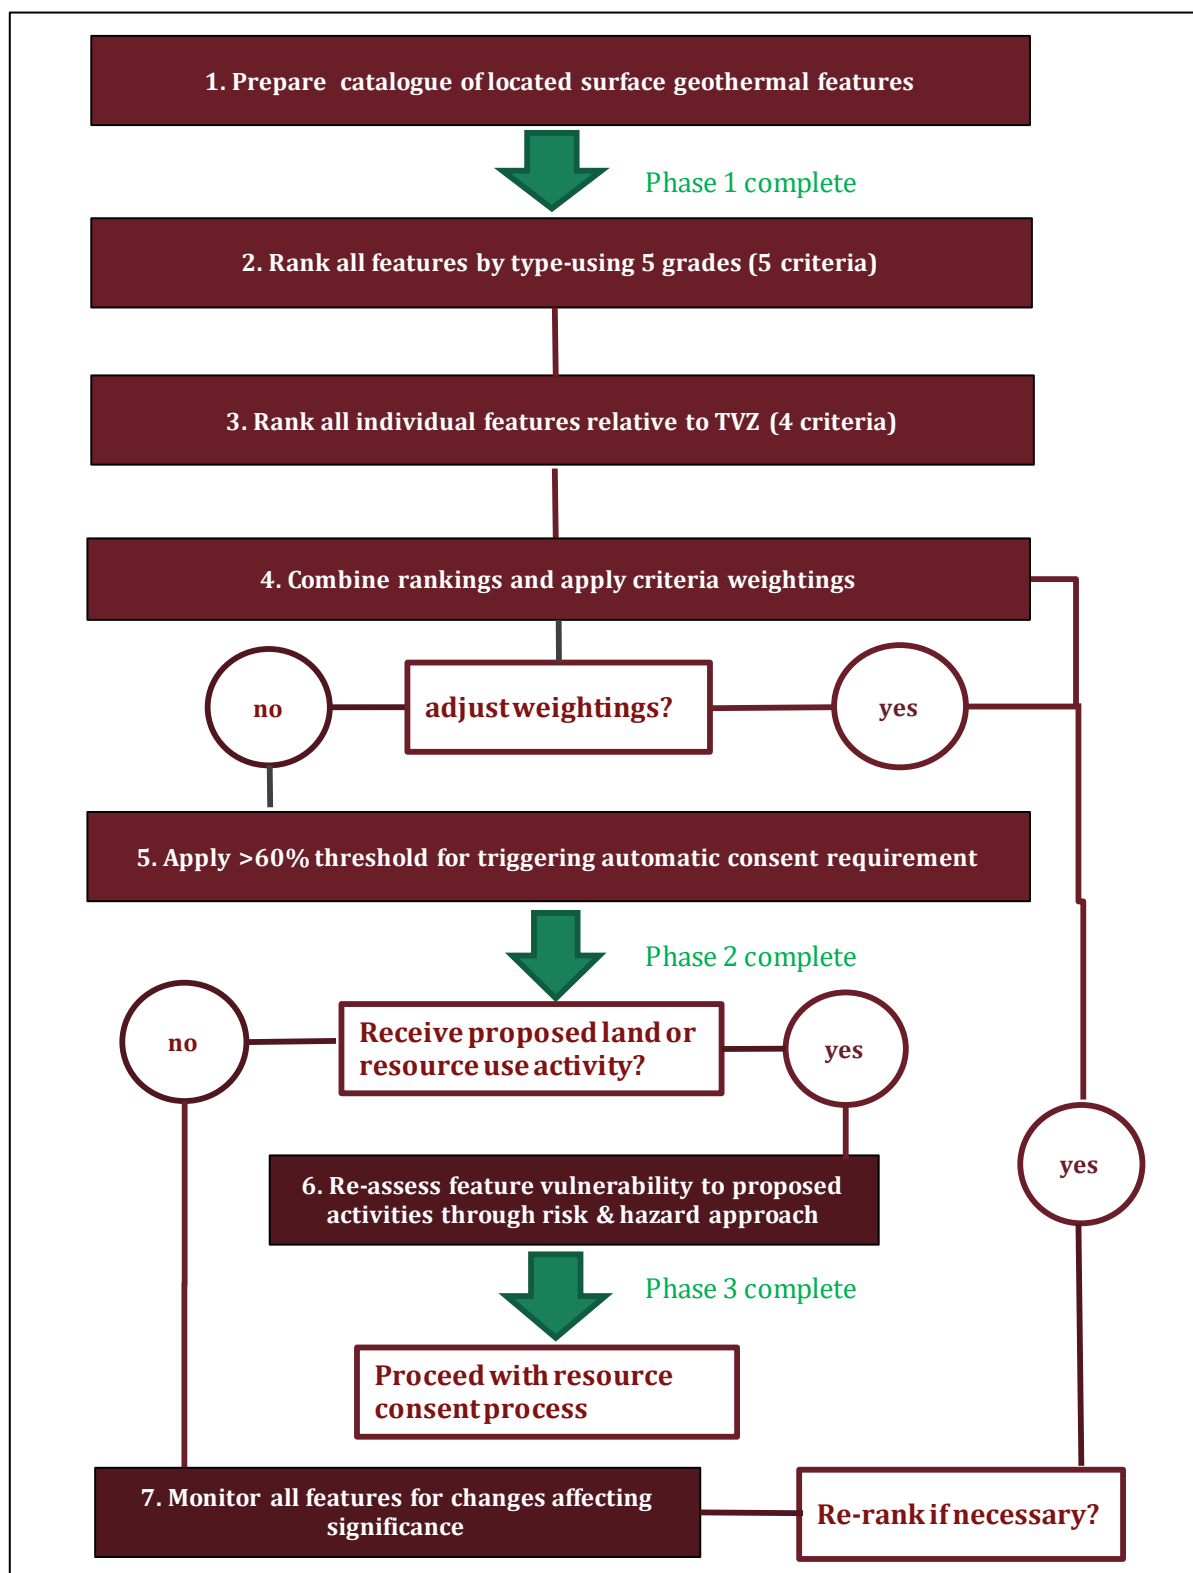 1. Prepare catalogue of located surface geothermal features
Phase 1 complete
2. Rank all features by type-using 5 grades (5 criteria)
3. Rank all individual features relative to TVZ (4 criteria)
4. Combine rankings and apply criteria weightings
no
adjust weightings?
yes
5. Apply >60% threshold for triggering automatic consent requirement
Phase 2 complete
no
Receive proposed land or
resource use activity?
yes
6. Re-assess feature vulnerability to proposed
activities through risk & hazard approach
yes
Phase 3 complete
Proceed with resource
consent process
7. Monitor all features for changes affecting
significance
Re-rank if necessary?